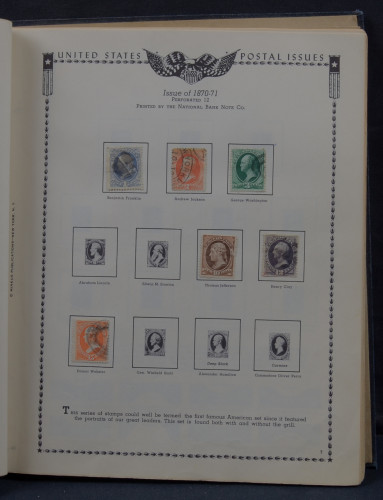 UNITED STATES POSTAL ISSUES
Issue of 1870-71
PERFORATED 12
PRINTED BY THE NATIONAL BANK NOTE CO.
Benjamin Franklin
Andrew Jackson
George Washington
Abraham Lincoln
Edwin M. Stanton
Thomas Jefferson
Henry Clay
Daniel Webster
Gen. Winfield Scott
Alexander Hamilton
Commodore Oliver Perry
THIS series of stamps could well be termed the first famous American set since it featured
the portraits of our great leaders. This set is found both with and without the grill.